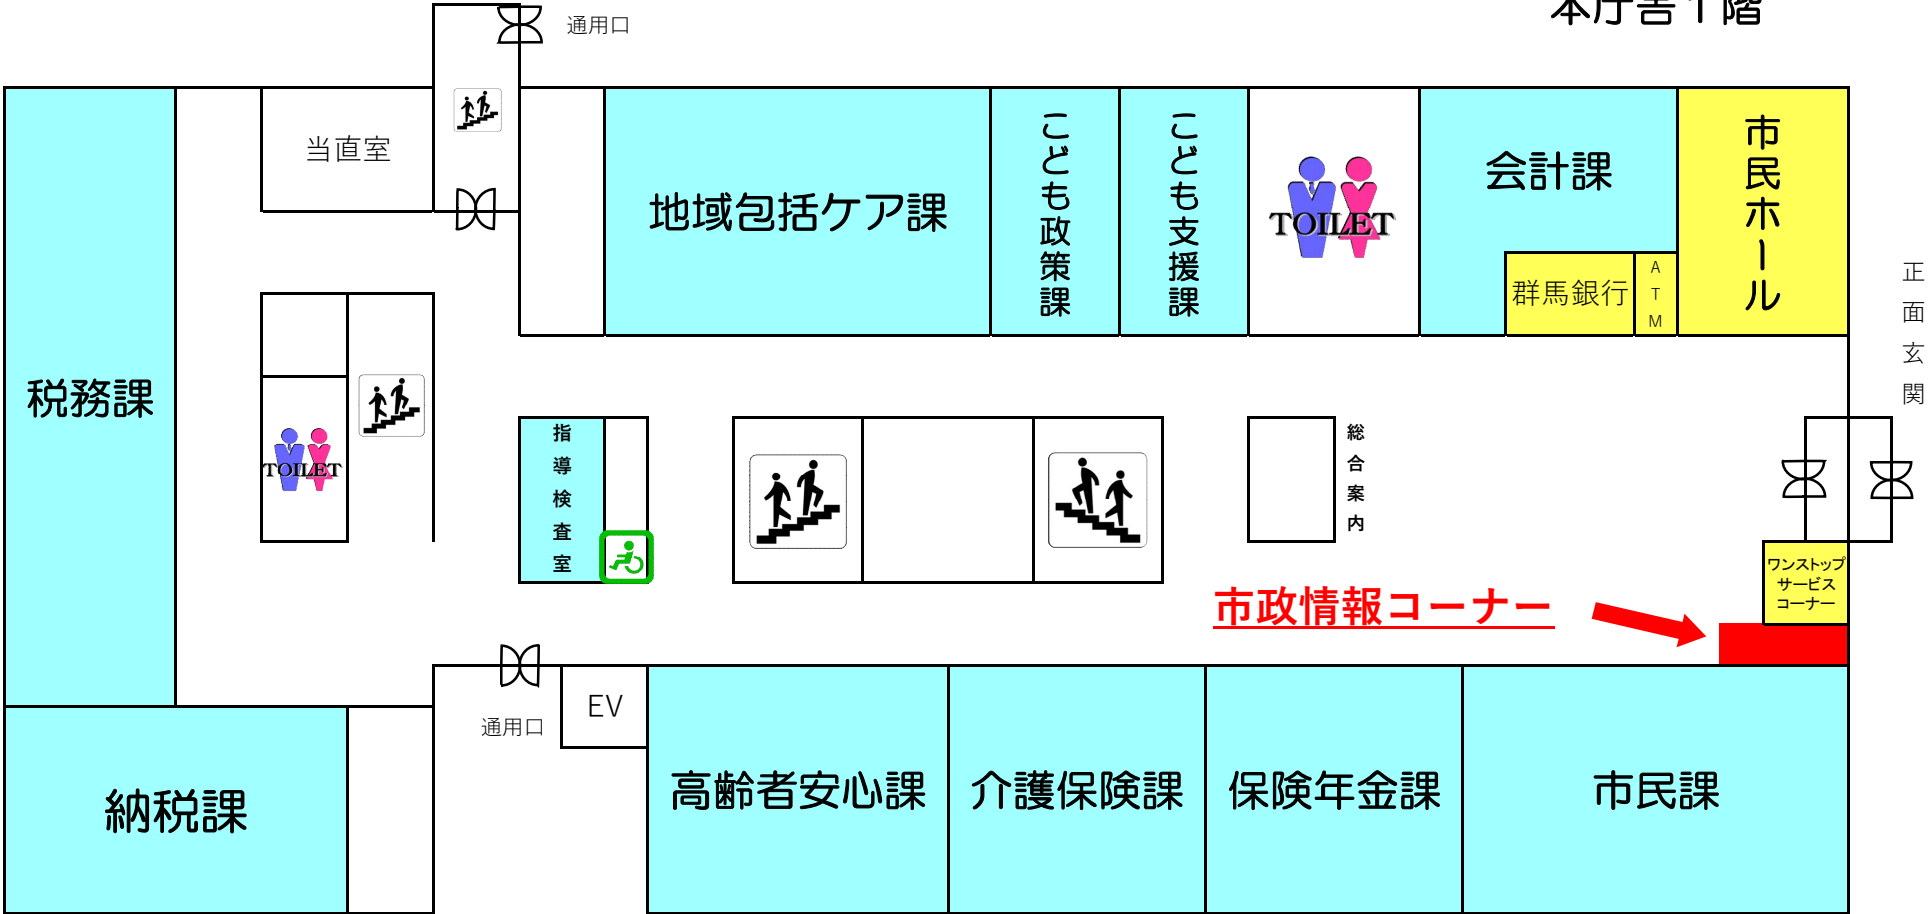 本庁舎1階
通用口
当直室
地域包括ケア課
こども政策課
こども支援課
TOILET
会計課
群馬銀行
ATM
市民ホール
正面玄関
税務課
TOILET
指導検査室
総合案内
ワンストップ
サービス
コーナー
市政情報コーナー
通用口
EV
納税課
高齢者安心課
介護保険課
保険年金課
市民課